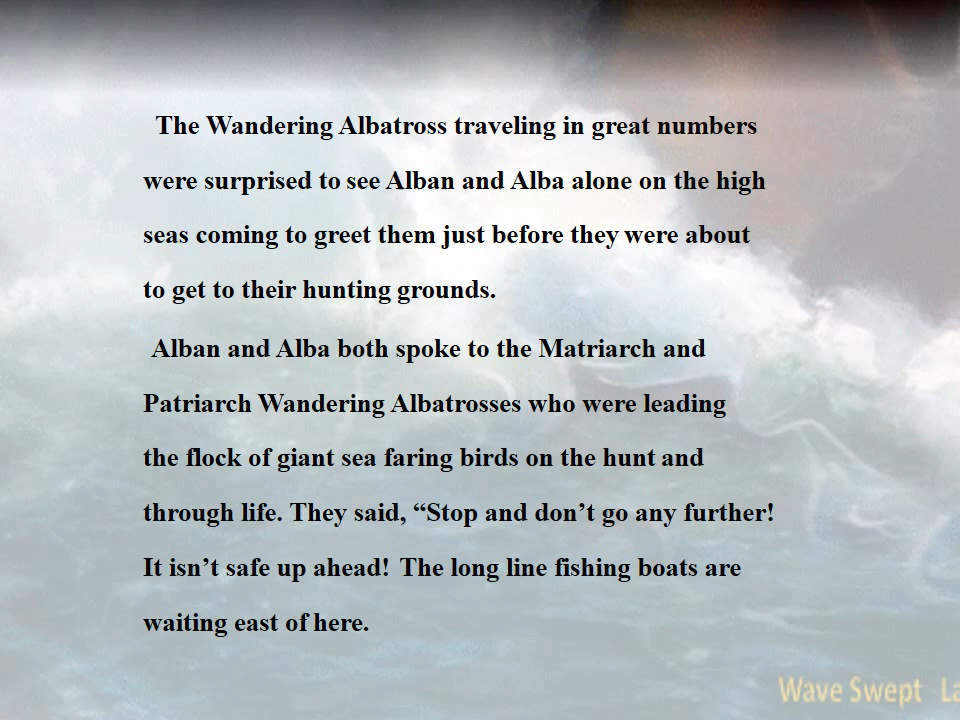 The Wandering Albatross traveling in great numbers
were surprised to see Alban and Alba alone on the high
seas coming to greet them just before they were about
to get to their hunting grounds.
Alban and Alba both spoke to the Matriarch and
Patriarch Wandering Albatrosses who were leading
the flock of giant sea faring birds on the hunt and
through life. They said, “Stop and don’t go any further!
It isn’t safe up ahead! The long line fishing boats are
waiting east of here.
Wave Swept La